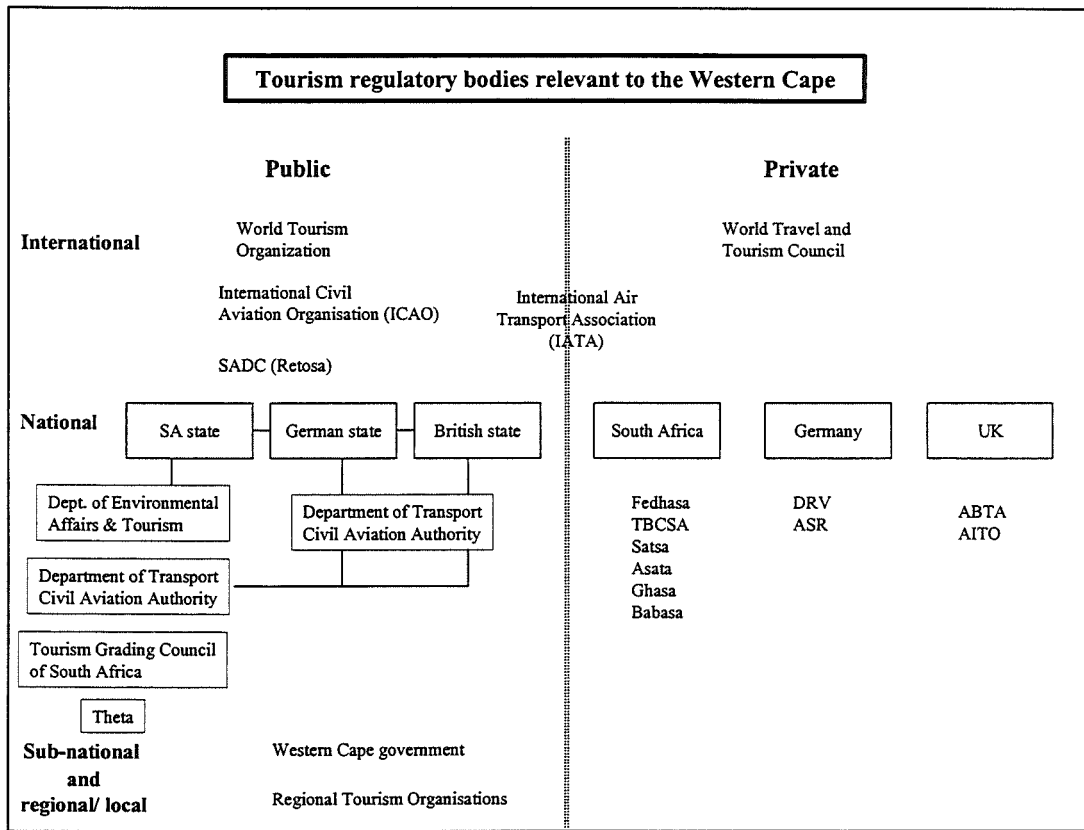 Tourism regulatory bodies relevant to the Western Cape
Public
Private
International
World Tourism
Organization
World Travel and
Tourism Council
International Civil
Aviation Organisation (ICAO)
International Air
Transport Association
(IATA)
SADC (Retosa)
National
SA state
German state
British state
South Africa
Germany
UK
Dept. of Environmental
Affairs & Tourism
Department of Transport
Civil Aviation Authority
Department of Transport
Civil Aviation Authority
Tourism Grading Council
of South Africa
Theta
Fedhasa
TBCSA
Satsa
Asata
Ghasa
Babasa
DRV
ASR
ABTA
AITO
Sub-national
and
regional/ local
Western Cape government
Regional Tourism Organisations